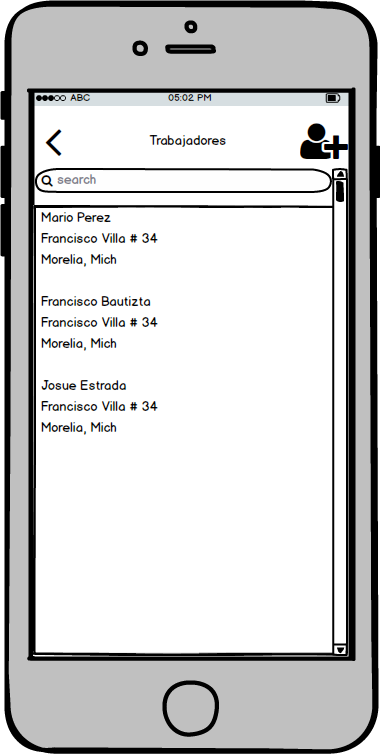 ABC 05:02 PM
Trabajadores
search
Mario Perez
Francisco Villa # 34
Morelia, Mich
Francisco Bautizta
Francisco Villa # 34
Morelia, Mich
Josue Estrada
Francisco Villa # 34
Morelia, Mich